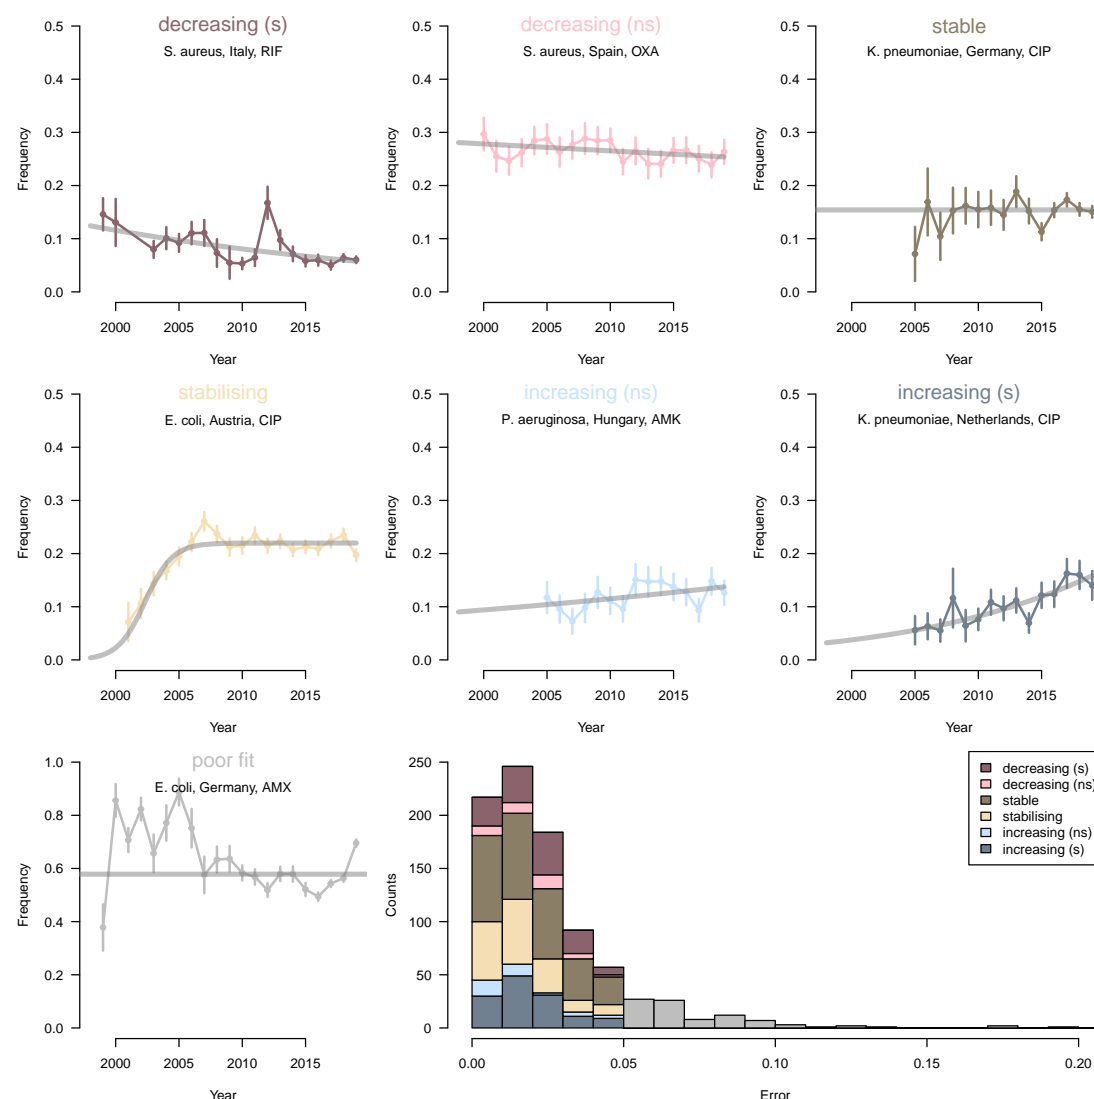 decreasing (s)
S. aureus, Italy, RIF
Frequency
0.5
0.4
0.3
0.2
0.1
0.0
2000 2005 2010 2015
Year
decreasing (ns)
S. aureus, Spain, OXA
Frequency
0.5
0.4
0.3
0.2
0.1
0.0
2000 2005 2010 2015
Year
stable
K. pneumoniae, Germany, CIP
Frequency
0.5
0.4
0.3
0.2
0.1
0.0
2000 2005 2010 2015
Year
stabilising
E. coli, Austria, CIP
Frequency
0.5
0.4
0.3
0.2
0.1
0.0
2000 2005 2010 2015
Year
increasing (ns)
P. aeruginosa, Hungary, AMK
Frequency
0.5
0.4
0.3
0.2
0.1
0.0
2000 2005 2010 2015
Year
increasing (s)
K. pneumoniae, Netherlands, CIP
Frequency
0.5
0.4
0.3
0.2
0.1
0.0
2000 2005 2010 2015
Year
poor fit
E. coli, Germany, AMX
Frequency
1.0
0.8
0.6
0.4
0.2
0.0
2000 2005 2010 2015
Year
Counts
250
200
150
100
50
0
0.00 0.05 0.10 0.15 0.20
Error
decreasing (s)
decreasing (ns)
stable
stabilising
increasing (ns)
increasing (s)